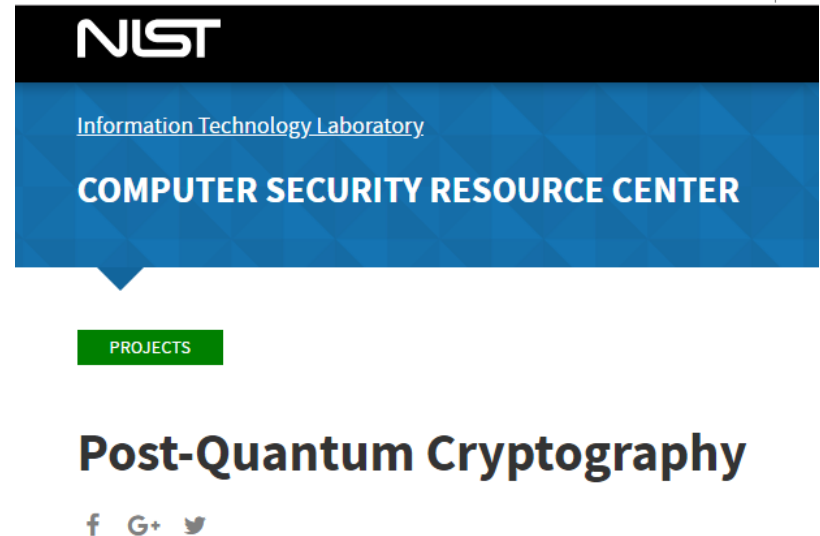 NIST
Information Technology Laboratory
COMPUTER SECURITY RESOURCE CENTER
PROJECTS
Post-Quantum Cryptography
f G+